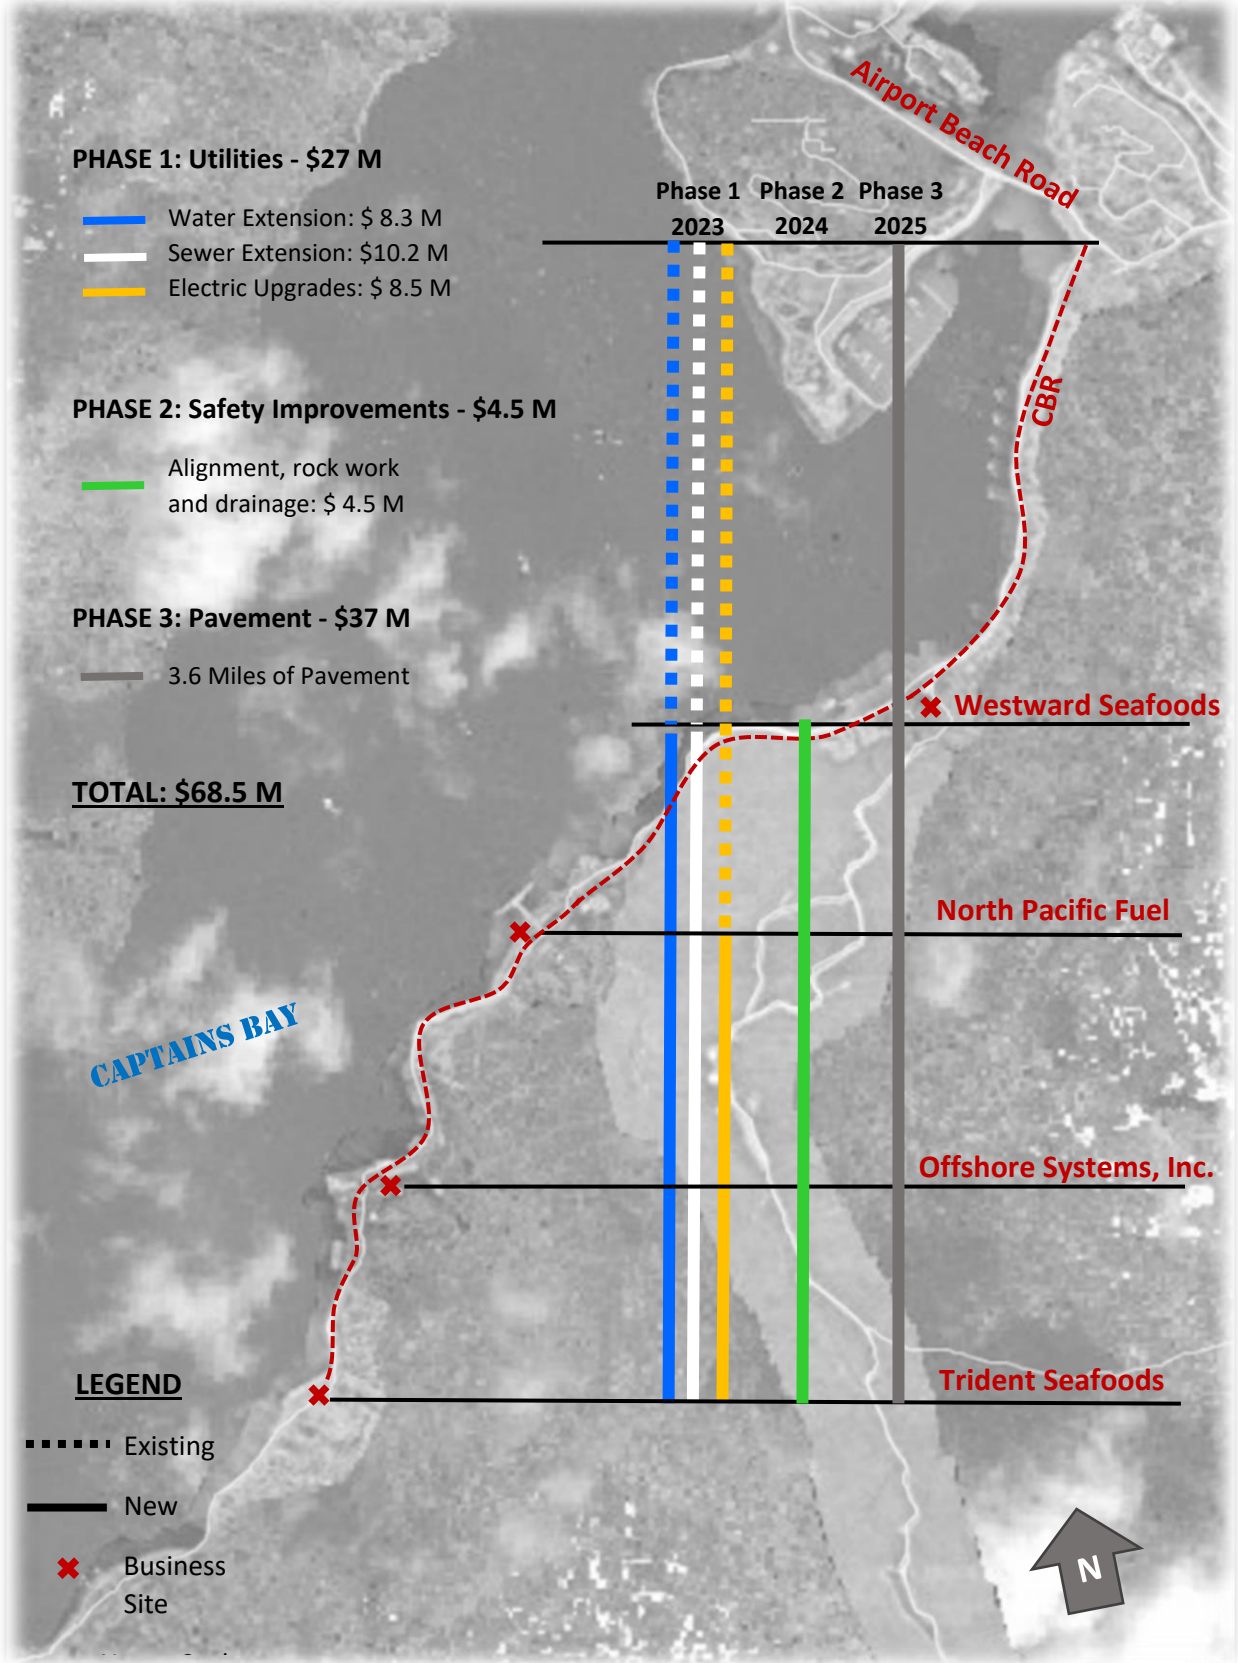 Airport Beach Road
PHASE 1: Utilities - $27 M
Water Extension: $ 8.3 M
Sewer Extension: $10.2 M
Electric Upgrades: $ 8.5 M
Phase 1 Phase 2 Phase 3
2023 2024 2025
CBR
PHASE 2: Safety Improvements - $4.5 M
Alignment, rock work
and drainage: $ 4.5 M
PHASE 3: Pavement - $37 M
3.6 Miles of Pavement
Westward Seafoods
TOTAL: $68.5 M
North Pacific Fuel
CAPTAINS BAY
Offshore Systems, Inc.
Trident Seafoods
LEGEND
Existing
New
Business
Site
N